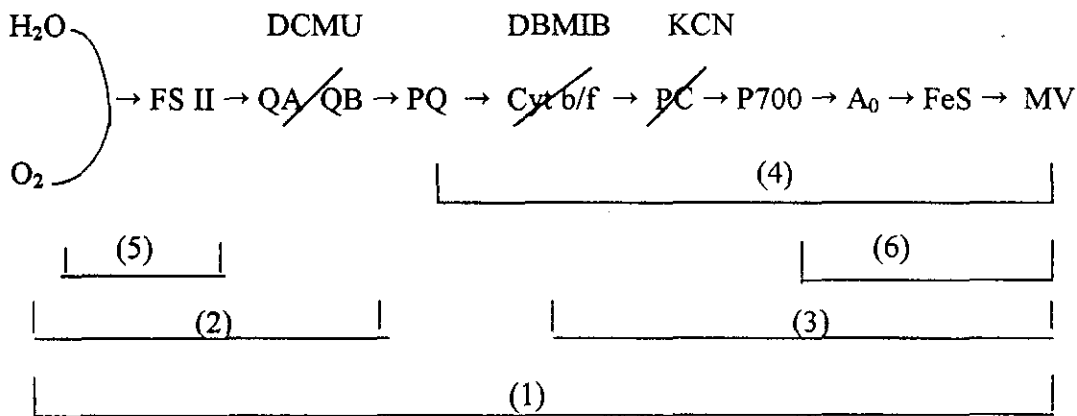 DCMU DBMIB KCN
H₂O
→ FS II → QA QB → PQ → Cyt b/f → PC → P700 → A₀ → FeS → MV
O₂
(4)
(5) (6)
(2) (3)
(1)